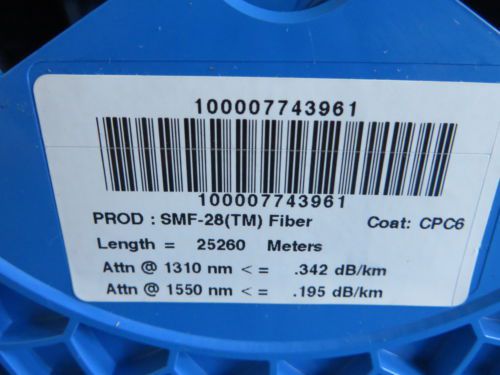 100007743961
100007743961
PROD : SMF-28(TM) Fiber Coat: CPC6
Length = 25260 Meters
Attn @ 1310 nm < = .342 dB/km
Attn @ 1550 nm < = .195 dB/km